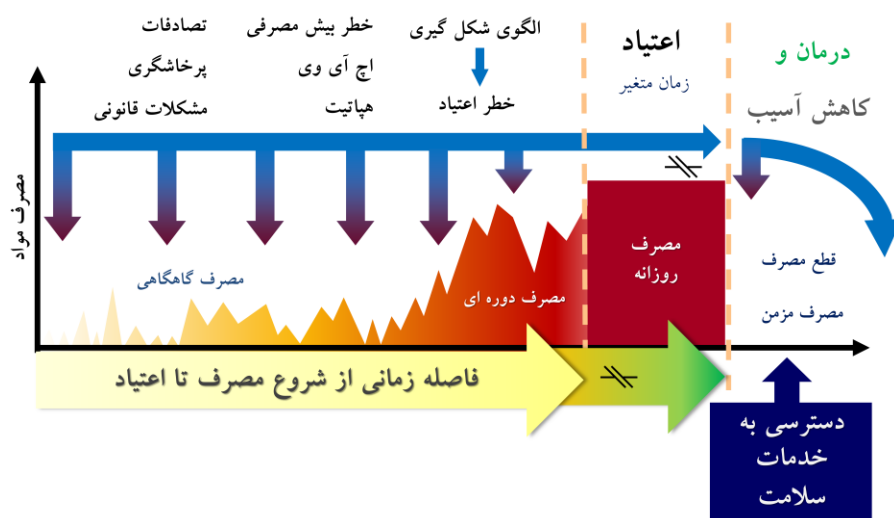 درمان و
کاهش آسیب
اعتیاد
زمان متغیر
الگوی شکل گیری
خطر اعتیاد
خطر بیش مصرفی
اچ آی وی
هپاتیت
تصادفات
پرخاشگری
مشکلات قانونی
مصرف مواد
مصرف گاهگاهی
مصرف دوره ای
مصرف
روزانه
قطع مصرف
مصرف مزمن
فاصله زمانی از شروع مصرف تا اعتیاد
دسترسی به
خدمات
سلامت